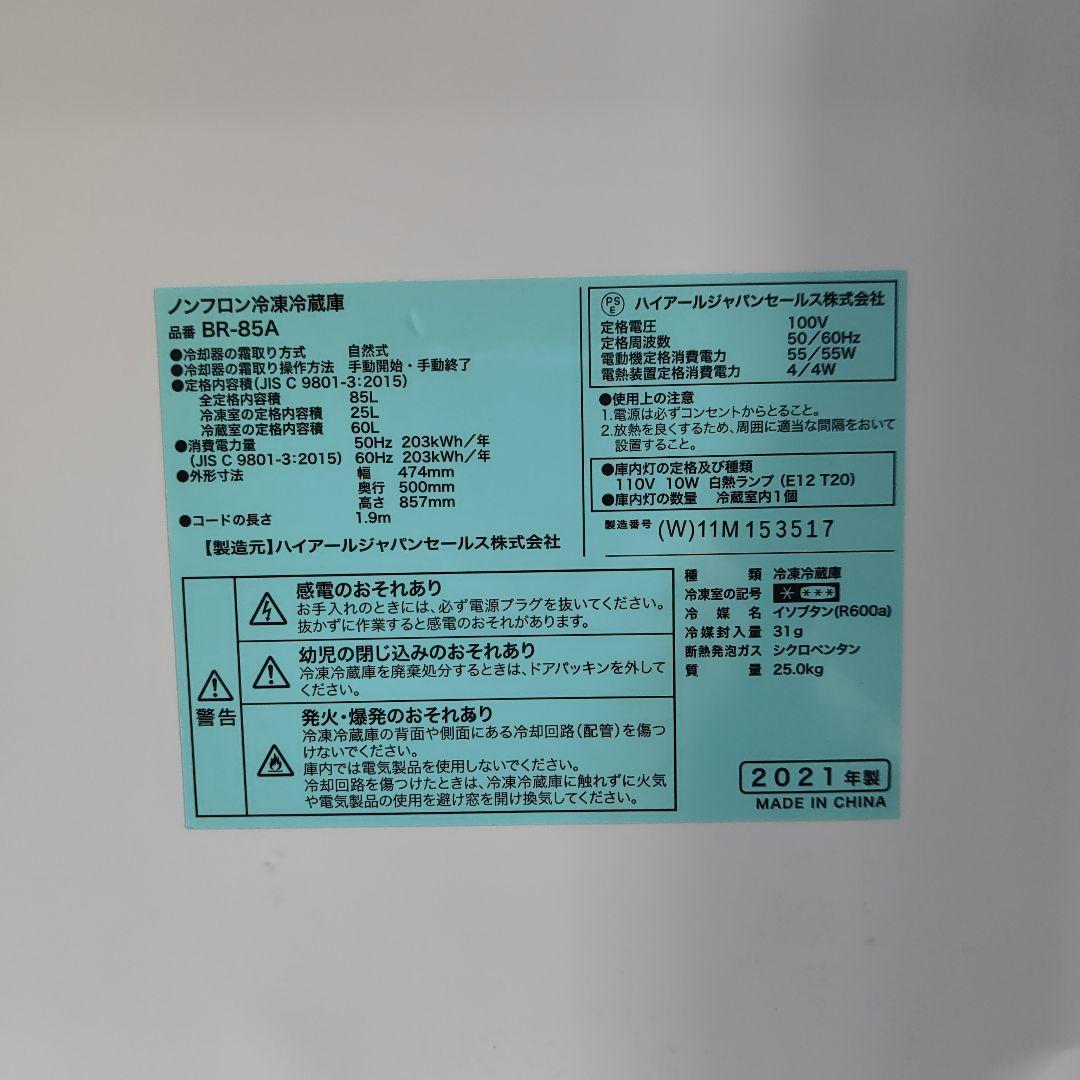 ノンフロン冷凍冷蔵庫
品番 BR-85A
●冷却器の霜取り方式 自然式
●冷却器の霜取り操作方法 手動開始・手動終了
●定格内容積(JIS C 9801-3:2015)
全定格内容積 85L
冷凍室の定格内容積 25L
冷蔵室の定格内容積 60L
●消費電力量 50Hz 203kWh/年
(JIS C 9801-3:2015) 60Hz 203kWh/年
●外形寸法 幅 474mm
奥行 500mm
高さ 857mm
●コードの長さ 1.9m
【製造元】ハイアールジャパンセールス株式会社
PSE ハイアールジャパンセールス株式会社
定格電圧 100V
定格周波数 50/60Hz
電動機定格消費電力 55/55W
電熱装置定格消費電力 4/4W
●使用上の注意
1.電源は必ずコンセントからとること。
2.放熱を良くするため、周囲に適当な間隔をおいて
設置すること。
●庫内灯の定格及び種類
110V 10W 白熱ランプ(E12 T20)
●庫内灯の数量 冷蔵室内1個
製造番号 (W)11M153517
警告
感電のおそれあり
お手入れのときには、必ず電源プラグを抜いてください。
抜かずに作業すると感電のおそれがあります。
幼児の閉じ込みのおそれあり
冷凍冷蔵庫を廃棄処分するときは、ドアパッキンを外して
ください。
発火・爆発のおそれあり
冷凍冷蔵庫の背面や側面にある冷却回路(配管)を傷つ
けないでください。
庫内では電気製品を使用しないでください。
冷却回路を傷つけたときは、冷凍冷蔵庫に触れずに火気
や電気製品の使用を避け窓を開け換気してください。
種類 冷凍冷蔵庫
冷凍室の記号 * ***
冷媒名 イソブタン(R600a)
冷媒封入量 31g
断熱発泡ガス シクロペンタン
質量 25.0kg
2021年製
MADE IN CHINA